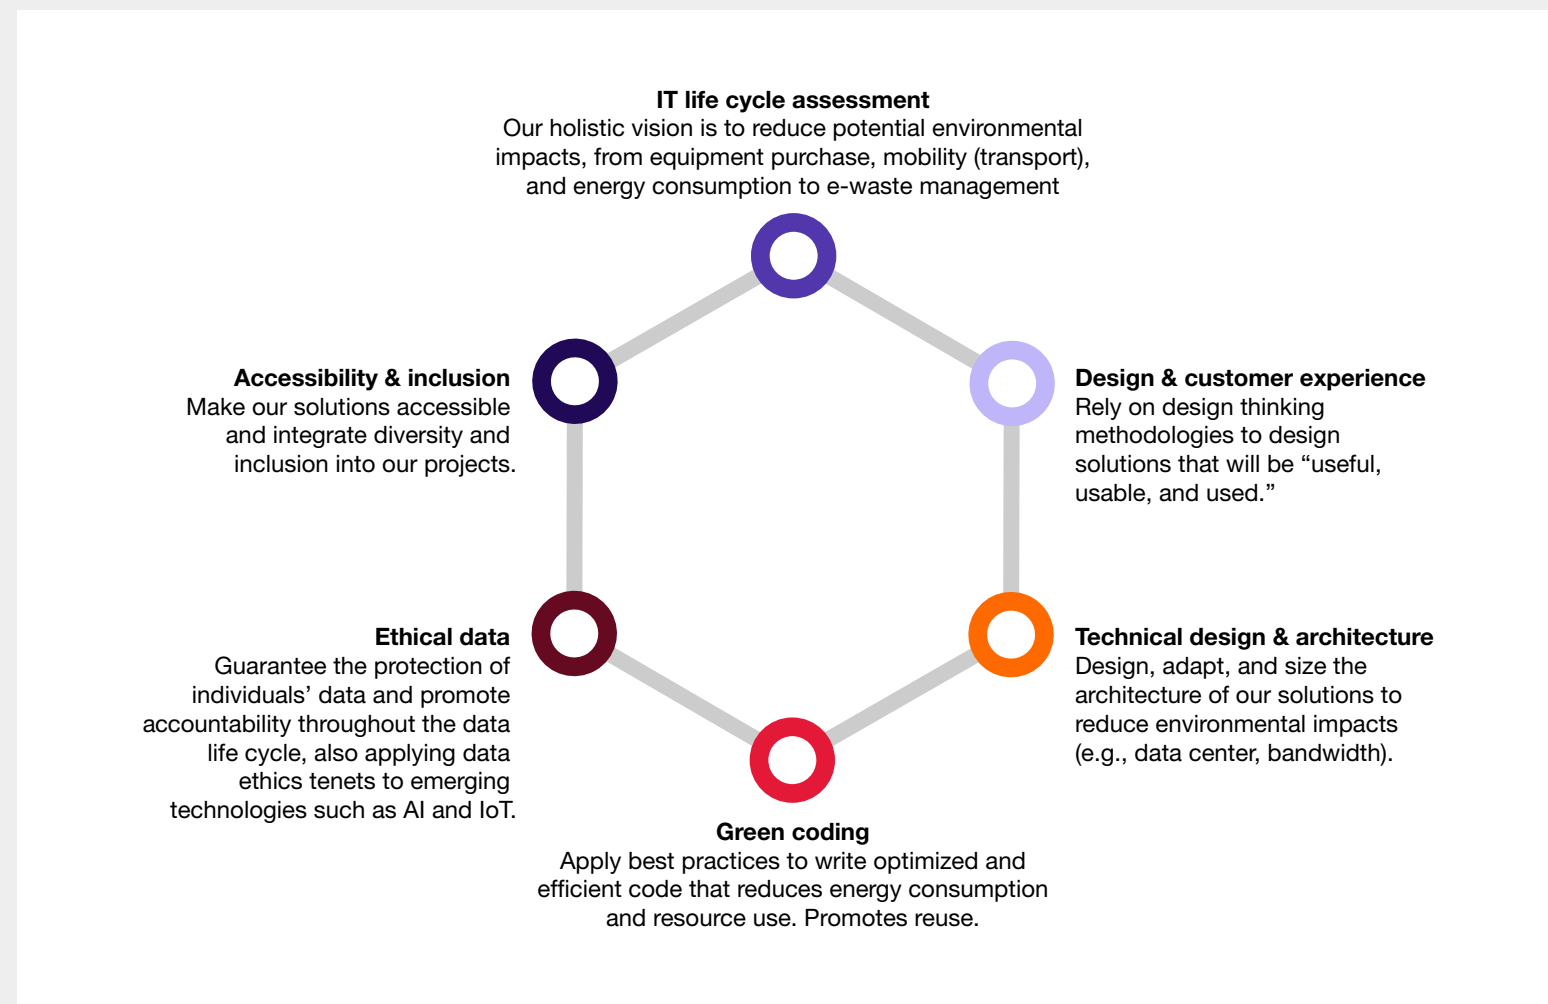 IT life cycle assessment
Our holistic vision is to reduce potential environmental
impacts, from equipment purchase, mobility (transport),
and energy consumption to e-waste management
Accessibility & inclusion
Make our solutions accessible
and integrate diversity and
inclusion into our projects.
Design & customer experience
Rely on design thinking
methodologies to design
solutions that will be “useful,
usable, and used.”
Ethical data
Guarantee the protection of
individuals’ data and promote
accountability throughout the data
life cycle, also applying data
ethics tenets to emerging
technologies such as AI and IoT.
Technical design & architecture
Design, adapt, and size the
architecture of our solutions to
reduce environmental impacts
(e.g., data center, bandwidth).
Green coding
Apply best practices to write optimized and
efficient code that reduces energy consumption
and resource use. Promotes reuse.